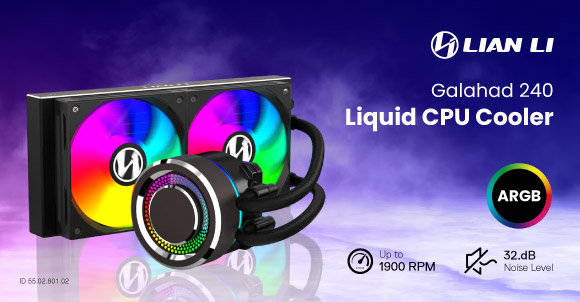 LIAN LI
Galahad 240
Liquid CPU Cooler
ARGB
Up to
1900 RPM
32.dB
Noise Level
ID 55.02.801.02